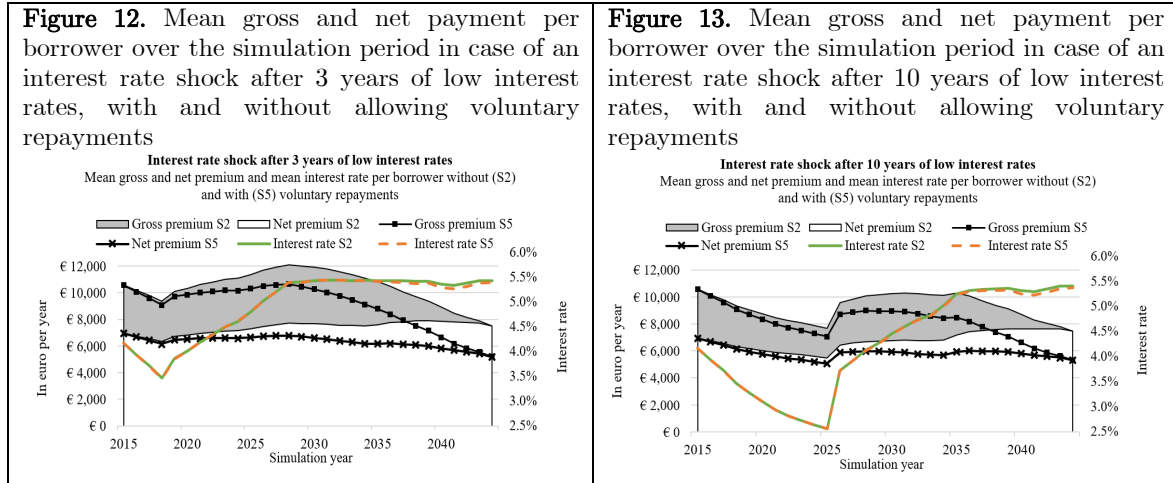 Figure 12. Mean gross and net payment per
borrower over the simulation period in case of an
interest rate shock after 3 years of low interest
rates, with and without allowing voluntary
repayments
Interest rate shock after 3 years of low interest rates
Mean gross and net premium and mean interest rate per borrower without (S2)
and with (S5) voluntary repayments
Gross premium S2 Net premium S2 Gross premium S5
Net premium S5 Interest rate S2 Interest rate S5
In euro per year
€ 12,000
€ 10,000
€ 8,000
€ 6,000
€ 4,000
€ 2,000
€ 0
6.0%
5.5%
5.0%
4.5%
4.0%
3.5%
3.0%
2.5%
Interest rate
2015 2020 2025 2030 2035 2040
Simulation year
Figure 13. Mean gross and net payment per
borrower over the simulation period in case of an
interest rate shock after 10 years of low interest
rates, with and without allowing voluntary
repayments
Interest rate shock after 10 years of low interest rates
Mean gross and net premium and mean interest rate per borrower without (S2)
and with (S5) voluntary repayments
Gross premium S2 Net premium S2 Gross premium S5
Net premium S5 Interest rate S2 Interest rate S5
In euro per year
€ 12,000
€ 10,000
€ 8,000
€ 6,000
€ 4,000
€ 2,000
€ 0
6.0%
5.5%
5.0%
4.5%
4.0%
3.5%
3.0%
2.5%
Interest rate
2015 2020 2025 2030 2035 2040
Simulation year